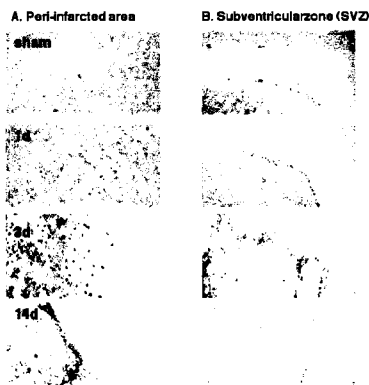 A. Peri-infarcted area
B. Subventricularzone (SVZ)
sham
1d
3d
14d